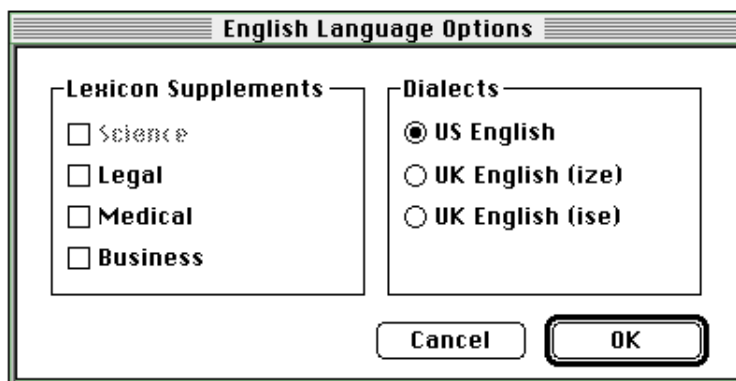 English Language Options
Lexicon Supplements
Science
Legal
Medical
Business
Dialects
US English
UK English (ize)
UK English (ise)
Cancel
OK